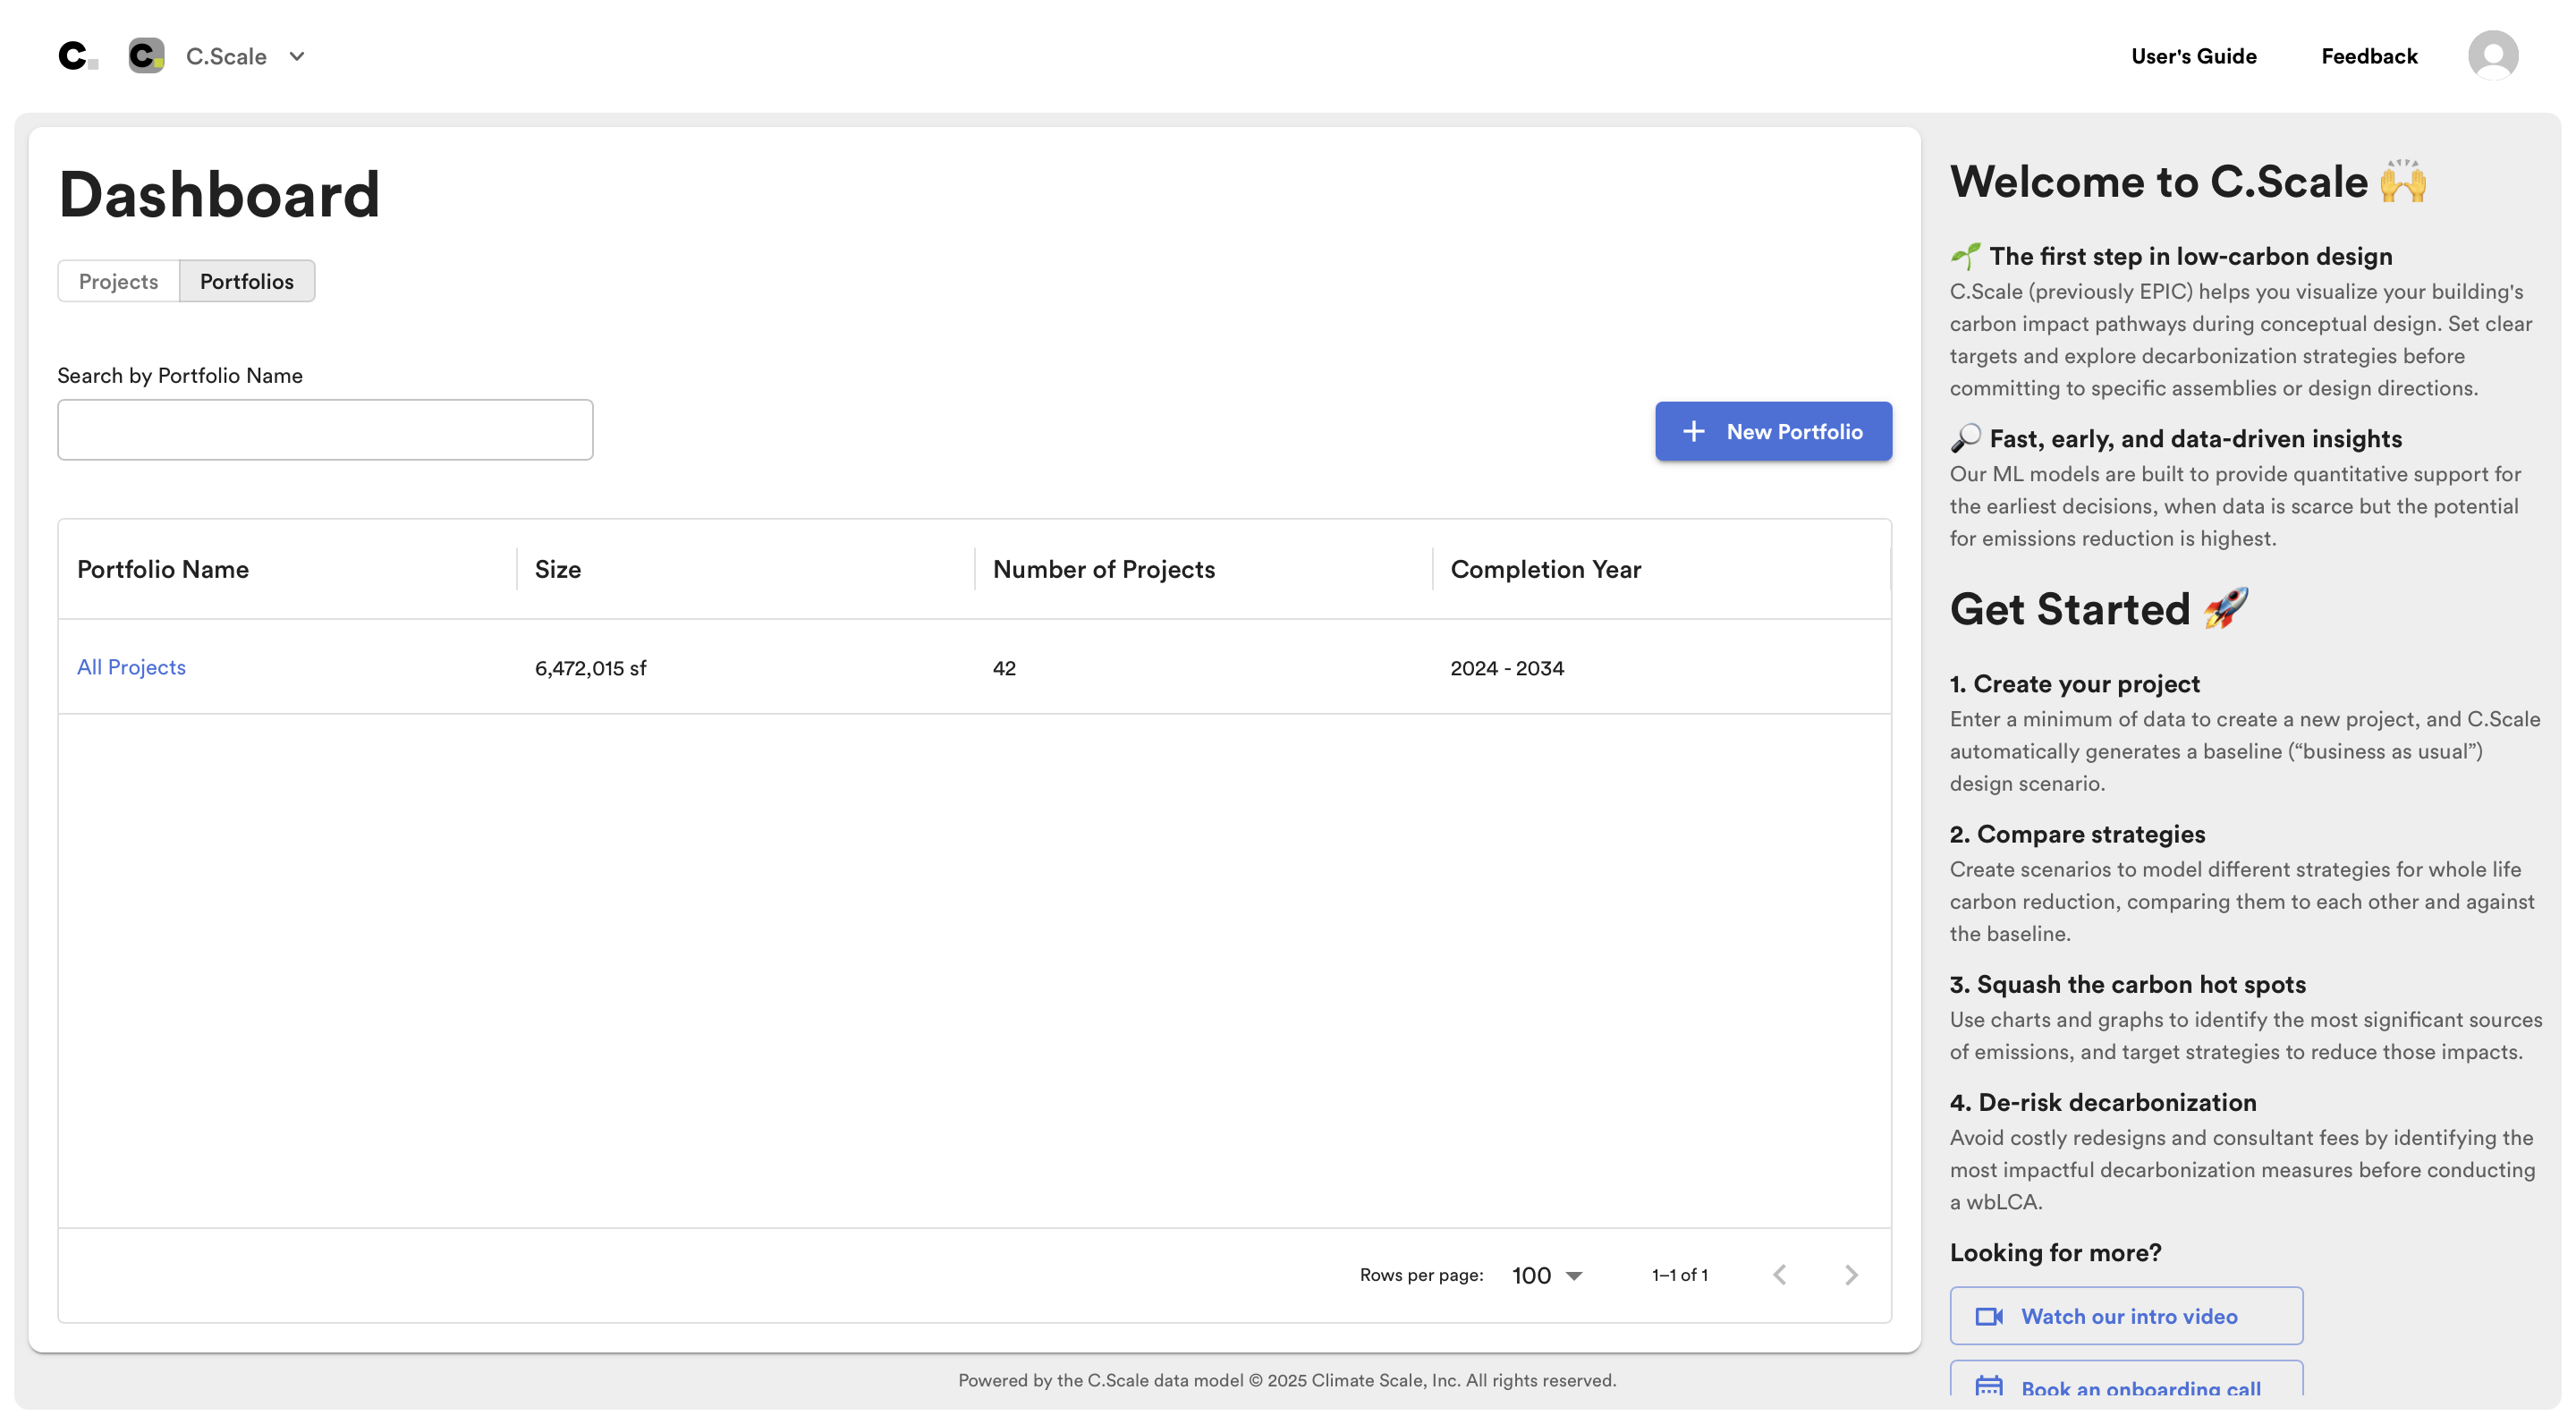 C.
C. C.Scale
User's Guide
Feedback
Dashboard
Projects
Portfolios
Search by Portfolio Name
New Portfolio
Portfolio Name
Size
Number of Projects
Completion Year
All Projects
6,472,015 sf
42
2024 - 2034
Rows per page:
100
1–1 of 1
Powered by the C.Scale data model © 2025 Climate Scale, Inc. All rights reserved.
Welcome to C.Scale 🙌
🌱 The first step in low-carbon design
C.Scale (previously EPIC) helps you visualize your building's
carbon impact pathways during conceptual design. Set clear
targets and explore decarbonization strategies before
committing to specific assemblies or design directions.
🔎 Fast, early, and data-driven insights
Our ML models are built to provide quantitative support for
the earliest decisions, when data is scarce but the potential
for emissions reduction is highest.
Get Started 🚀
1. Create your project
Enter a minimum of data to create a new project, and C.Scale
automatically generates a baseline (“business as usual”)
design scenario.
2. Compare strategies
Create scenarios to model different strategies for whole life
carbon reduction, comparing them to each other and against
the baseline.
3. Squash the carbon hot spots
Use charts and graphs to identify the most significant sources
of emissions, and target strategies to reduce those impacts.
4. De-risk decarbonization
Avoid costly redesigns and consultant fees by identifying the
most impactful decarbonization measures before conducting
a wbLCA.
Looking for more?
Watch our intro video
Book an onboarding call